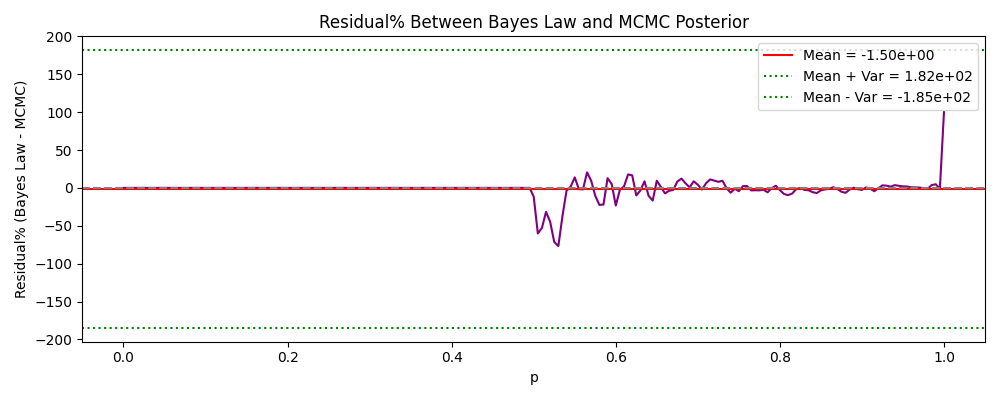 Residual% Between Bayes Law and MCMC Posterior
Residual% (Bayes Law - MCMC)
200
150
100
50
0
−50
−100
−150
−200
Mean = -1.50e+00
Mean + Var = 1.82e+02
Mean - Var = -1.85e+02
0.0 0.2 0.4 0.6 0.8 1.0
p